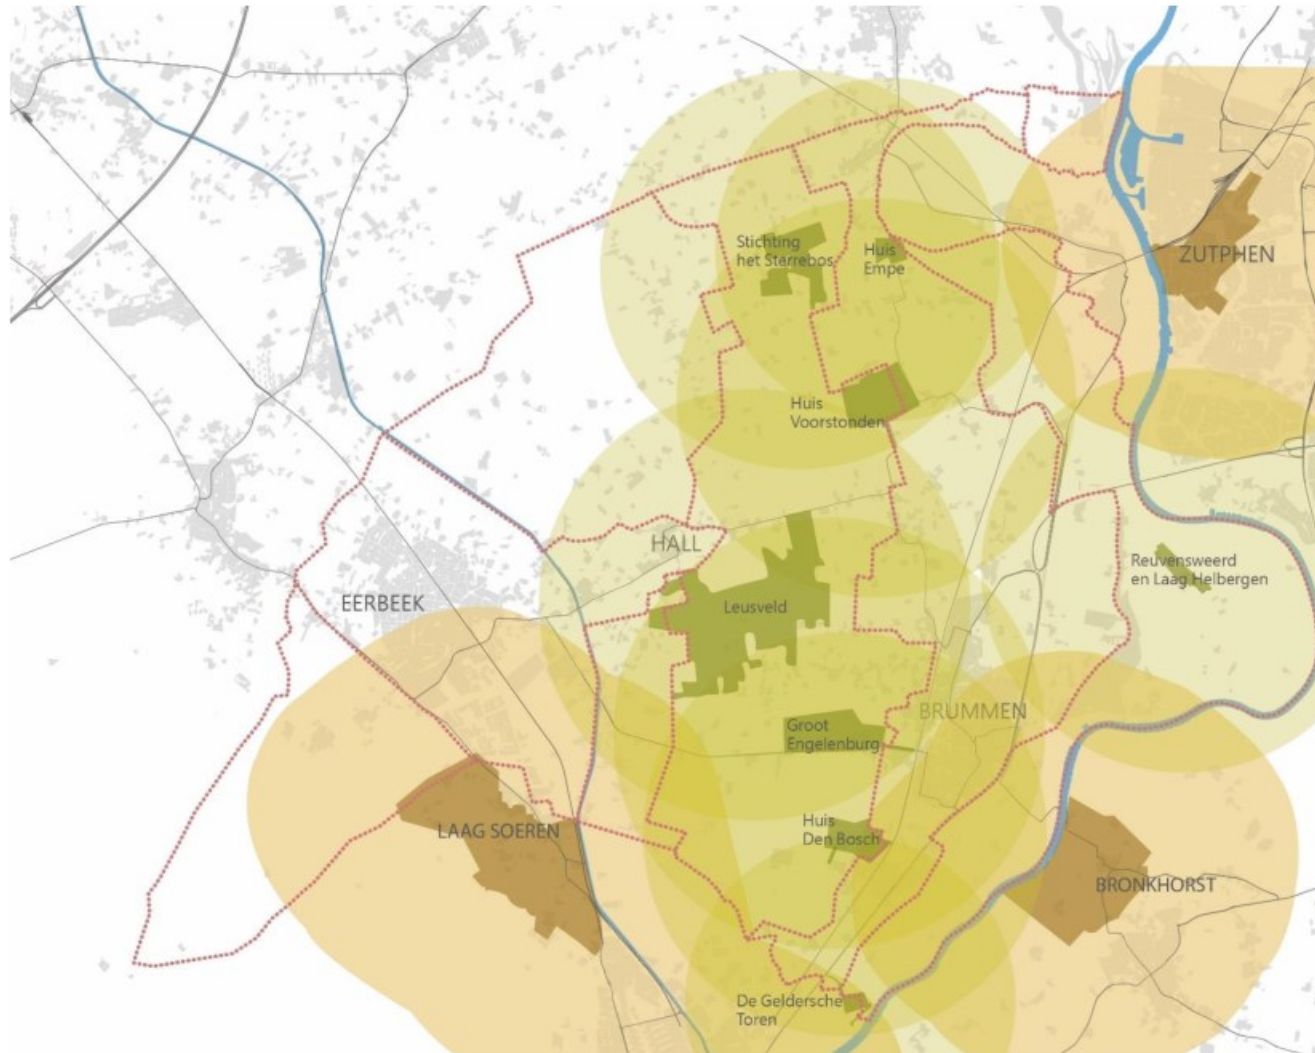 Stichting
het Starrebos
Huis
Empe
ZUTPHEN
Huis
Voorstonden
HALL
Reuvensweerd
en Laag Helbergen
EERBEEK
Leusveld
BRUMMEN
Groot
Engelenburg
LAAG SOEREN
Huis
Den Bosch
BRONKHORST
De Geldersche
Toren